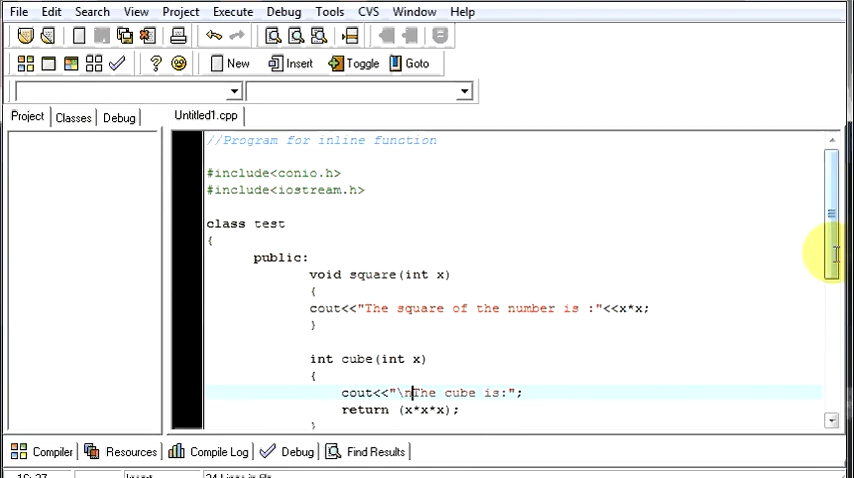 File Edit Search View Project Execute Debug Tools CVS Window Help
New Insert Toggle Goto
Project Classes Debug Untitled1.cpp
//Program for inline function
#include<conio.h>
#include<iostream.h>
class test
{
public:
void square(int x)
{
cout<<"The square of the number is :"<<x*x;
}
int cube(int x)
{
cout<<"\nThe cube is:";
return (x*x*x);
}
Compiler Resources Compile Log Debug Find Results